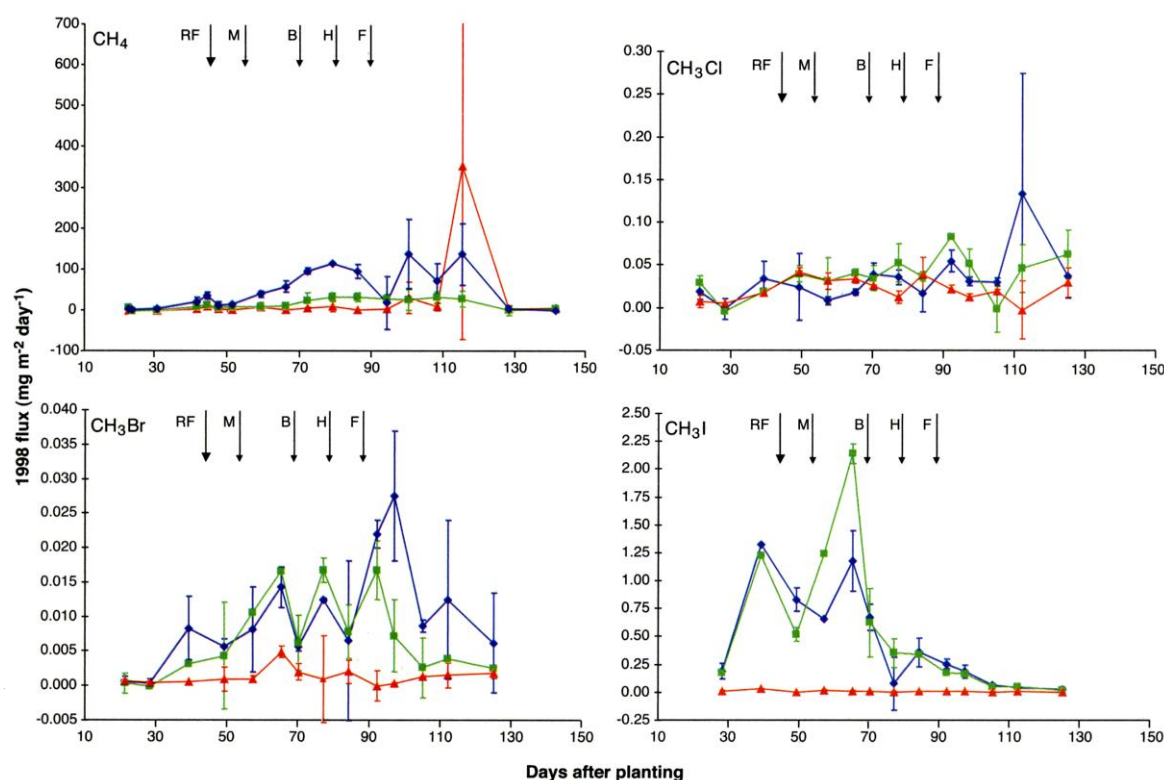 1998 flux (mg m⁻² day⁻¹)
CH₄
RF M B H F
700
600
500
400
300
200
100
0
-100
10 30 50 70 90 110 130 150
CH₃Cl
RF M B H F
0.30
0.25
0.20
0.15
0.10
0.05
0.00
-0.05
10 30 50 70 90 110 130 150
CH₃Br
RF M B H F
0.040
0.035
0.030
0.025
0.020
0.015
0.010
0.005
0.000
-0.005
10 30 50 70 90 110 130 150
CH₃I
RF M B H F
2.50
2.25
2.00
1.75
1.50
1.25
1.00
0.75
0.50
0.25
0.00
-0.25
10 30 50 70 90 110 130 150
Days after planting